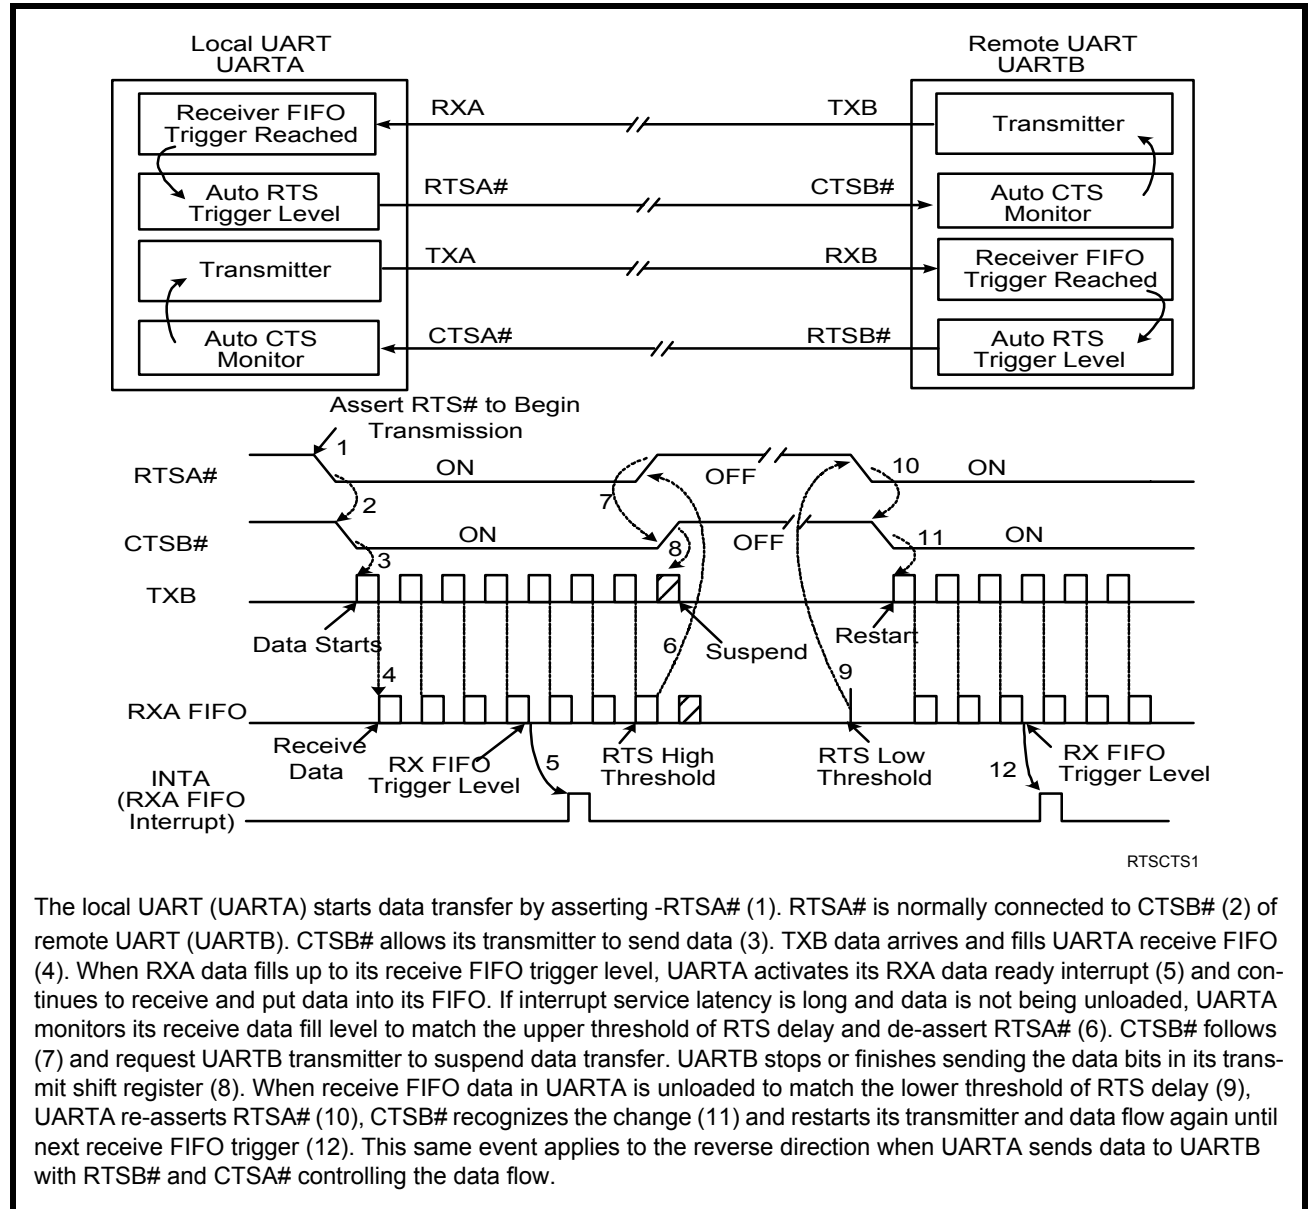 Local UART
UARTA
Remote UART
UARTB
Receiver FIFO
Trigger Reached
RXA
TXB
Transmitter
Auto RTS
Trigger Level
RTSA#
CTSB#
Auto CTS
Monitor
Transmitter
TXA
RXB
Receiver FIFO
Trigger Reached
Auto CTS
Monitor
CTSA#
RTSB#
Auto RTS
Trigger Level
Assert RTS# to Begin
Transmission
RTSA#
1
ON
OFF
10
ON
2
7
CTSB#
ON
8
OFF
11
ON
3
TXB
Data Starts
6
Suspend
Restart
4
9
RXA FIFO
Receive
Data
RX FIFO
Trigger Level
5
RTS High
Threshold
RTS Low
Threshold
12
RX FIFO
Trigger Level
INTA
(RXA FIFO
Interrupt)
RTSCTS1
The local UART (UARTA) starts data transfer by asserting -RTSA# (1). RTSA# is normally connected to CTSB# (2) of
remote UART (UARTB). CTSB# allows its transmitter to send data (3). TXB data arrives and fills UARTA receive FIFO
(4). When RXA data fills up to its receive FIFO trigger level, UARTA activates its RXA data ready interrupt (5) and con-
tinues to receive and put data into its FIFO. If interrupt service latency is long and data is not being unloaded, UARTA
monitors its receive data fill level to match the upper threshold of RTS delay and de-assert RTSA# (6). CTSB# follows
(7) and request UARTB transmitter to suspend data transfer. UARTB stops or finishes sending the data bits in its trans-
mit shift register (8). When receive FIFO data in UARTA is unloaded to match the lower threshold of RTS delay (9),
UARTA re-asserts RTSA# (10), CTSB# recognizes the change (11) and restarts its transmitter and data flow again until
next receive FIFO trigger (12). This same event applies to the reverse direction when UARTA sends data to UARTB
with RTSB# and CTSA# controlling the data flow.